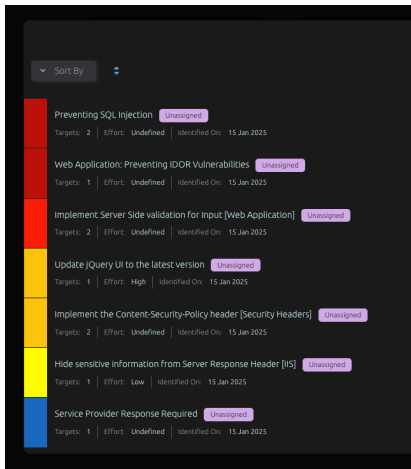 Sort By
Preventing SQL Injection Unassigned
Targets: 2 Effort: Undefined Identified On: 15 Jan 2025
Web Application: Preventing IDOR Vulnerabilities Unassigned
Targets: 1 Effort: Undefined Identified On: 15 Jan 2025
Implement Server Side validation for Input [Web Application] Unassigned
Targets: 2 Effort: Undefined Identified On: 15 Jan 2025
Update jQuery UI to the latest version Unassigned
Targets: 1 Effort: High Identified On: 15 Jan 2025
Implement the Content-Security-Policy header [Security Headers] Unassigned
Targets: 2 Effort: Undefined Identified On: 15 Jan 2025
Hide sensitive information from Server Response Header [IIS] Unassigned
Targets: 1 Effort: Low Identified On: 15 Jan 2025
Service Provider Response Required Unassigned
Targets: 1 Effort: Undefined Identified On: 15 Jan 2025